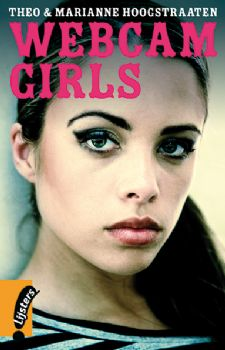 THEO & MARIANNE HOOGSTRAATEN
WEBCAM
GIRLS
Lijsters